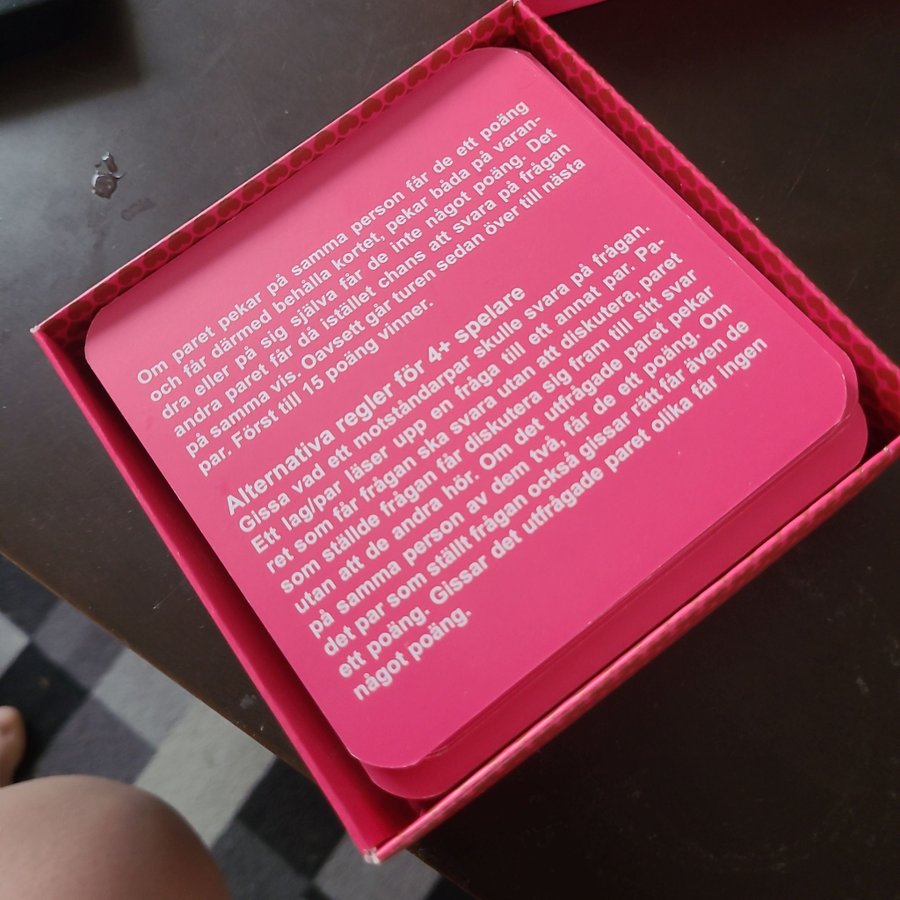 Om paret pekar på samma person får de ett poäng
och får därmed behålla kortet, pekar båda på varan-
dra eller på sig själva får de inte något poäng. Det
andra paret får då istället chans att svara på frågan
på samma vis. Oavsett går turen sedan över till nästa
par. Först till 15 poäng vinner.
Alternativa regler för 4+ spelare
Gissa vad ett motståndarpar skulle svara på frågan.
Ett lag/par läser upp en fråga till ett annat par. Pa-
ret som får frågan ska svara utan att diskutera, paret
som ställde frågan får diskutera sig fram till sitt svar
utan att de andra hör. Om det utfrågade paret pekar
på samma person av dem två, får de ett poäng. Om
det par som ställt frågan också gissar rätt får även de
ett poäng. Gissar det utfrågade paret olika får ingen
något poäng.